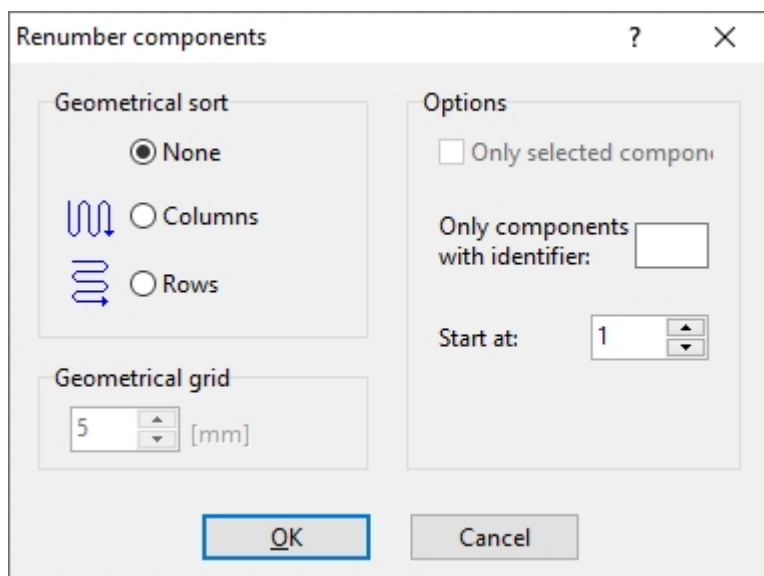 Renumber components
?
Geometrical sort
None
Columns
Rows
Geometrical grid
5
[mm]
Options
Only selected
Only components
with identifier:
Start at:
1
OK
Cancel